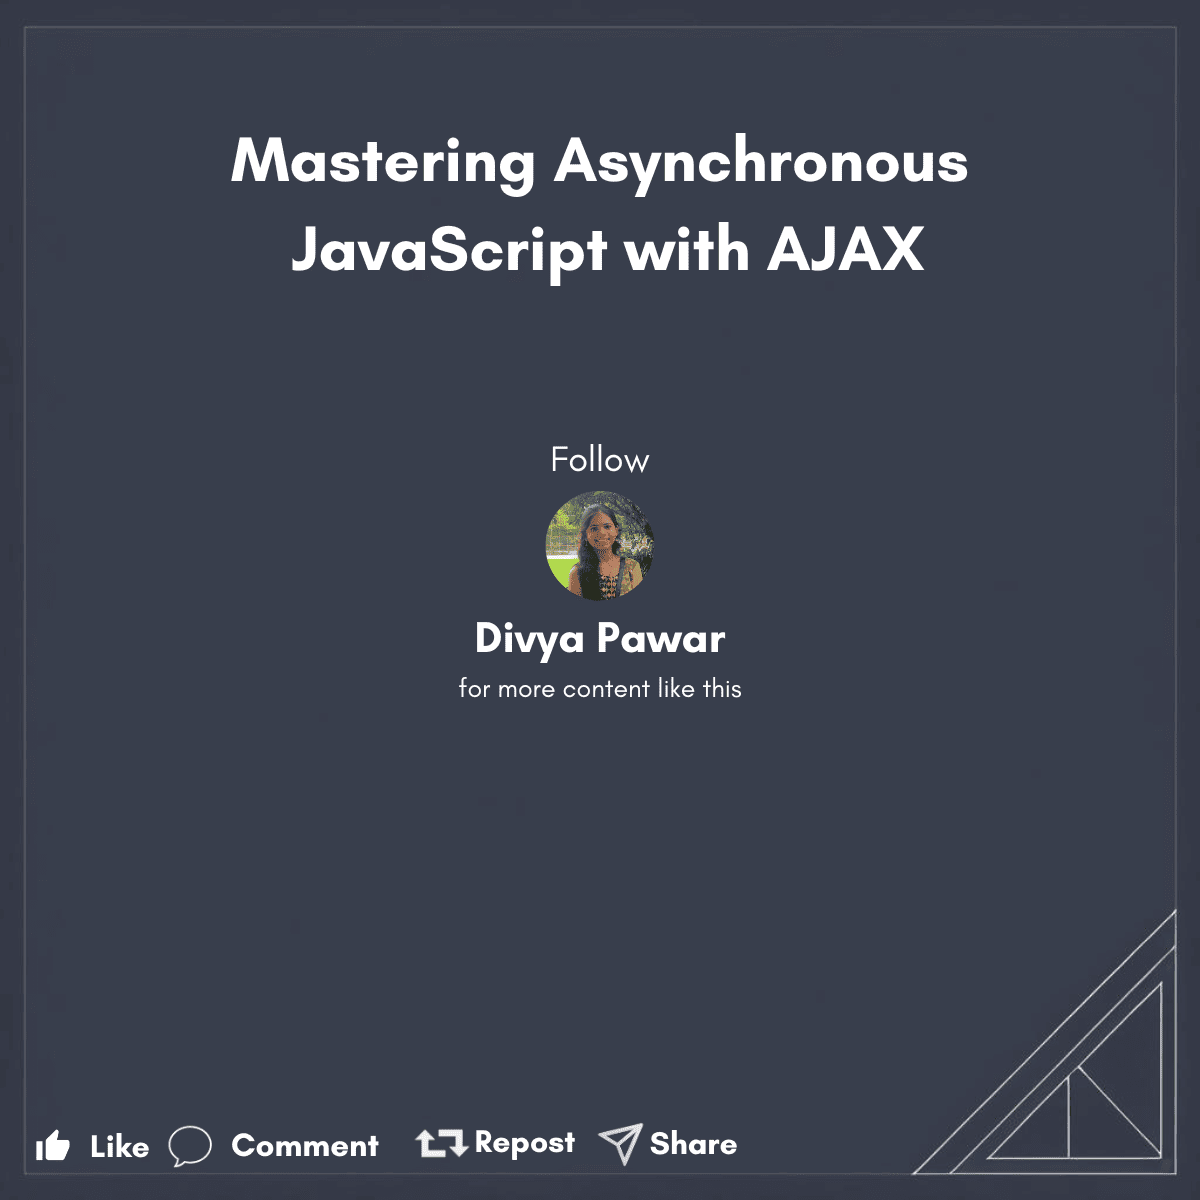 Mastering Asynchronous
JavaScript with AJAX
Follow
Divya Pawar
for more content like this
Like Comment Repost Share